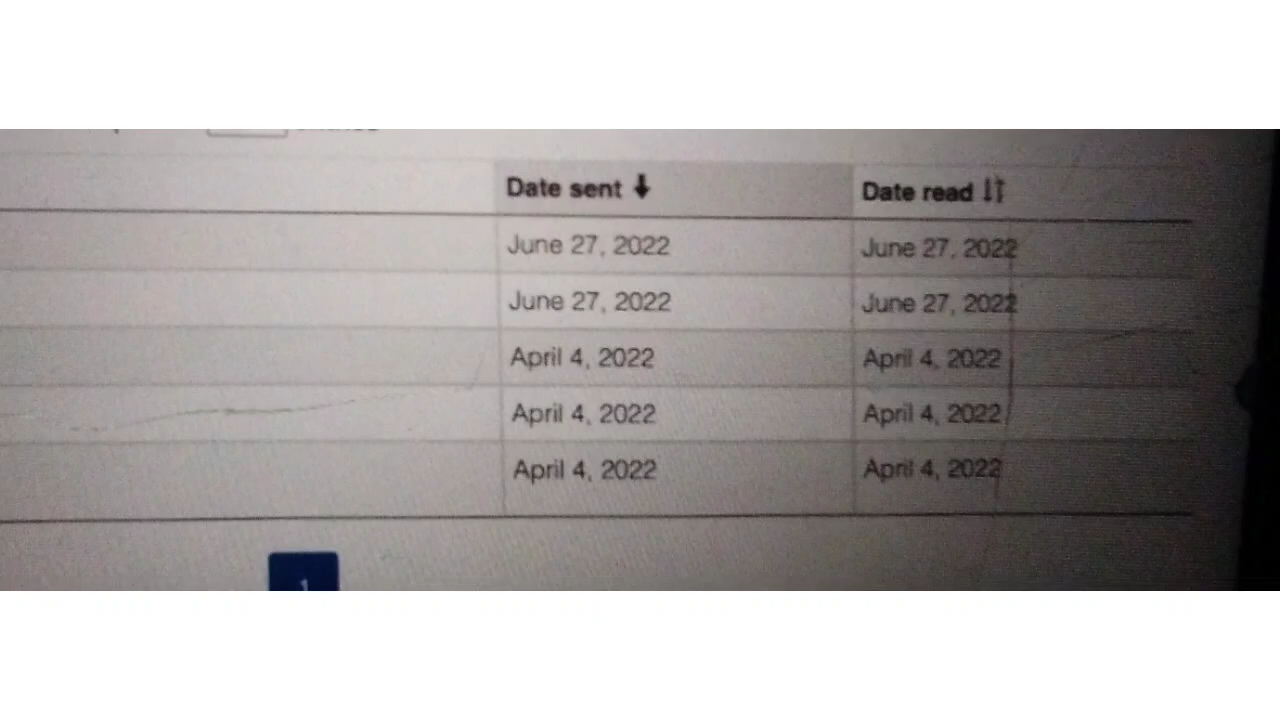 Date sent ↓ Date read ↓↑
June 27, 2022 June 27, 2022
June 27, 2022 June 27, 2022
April 4, 2022 April 4, 2022
April 4, 2022 April 4, 2022
April 4, 2022 April 4, 2022
1